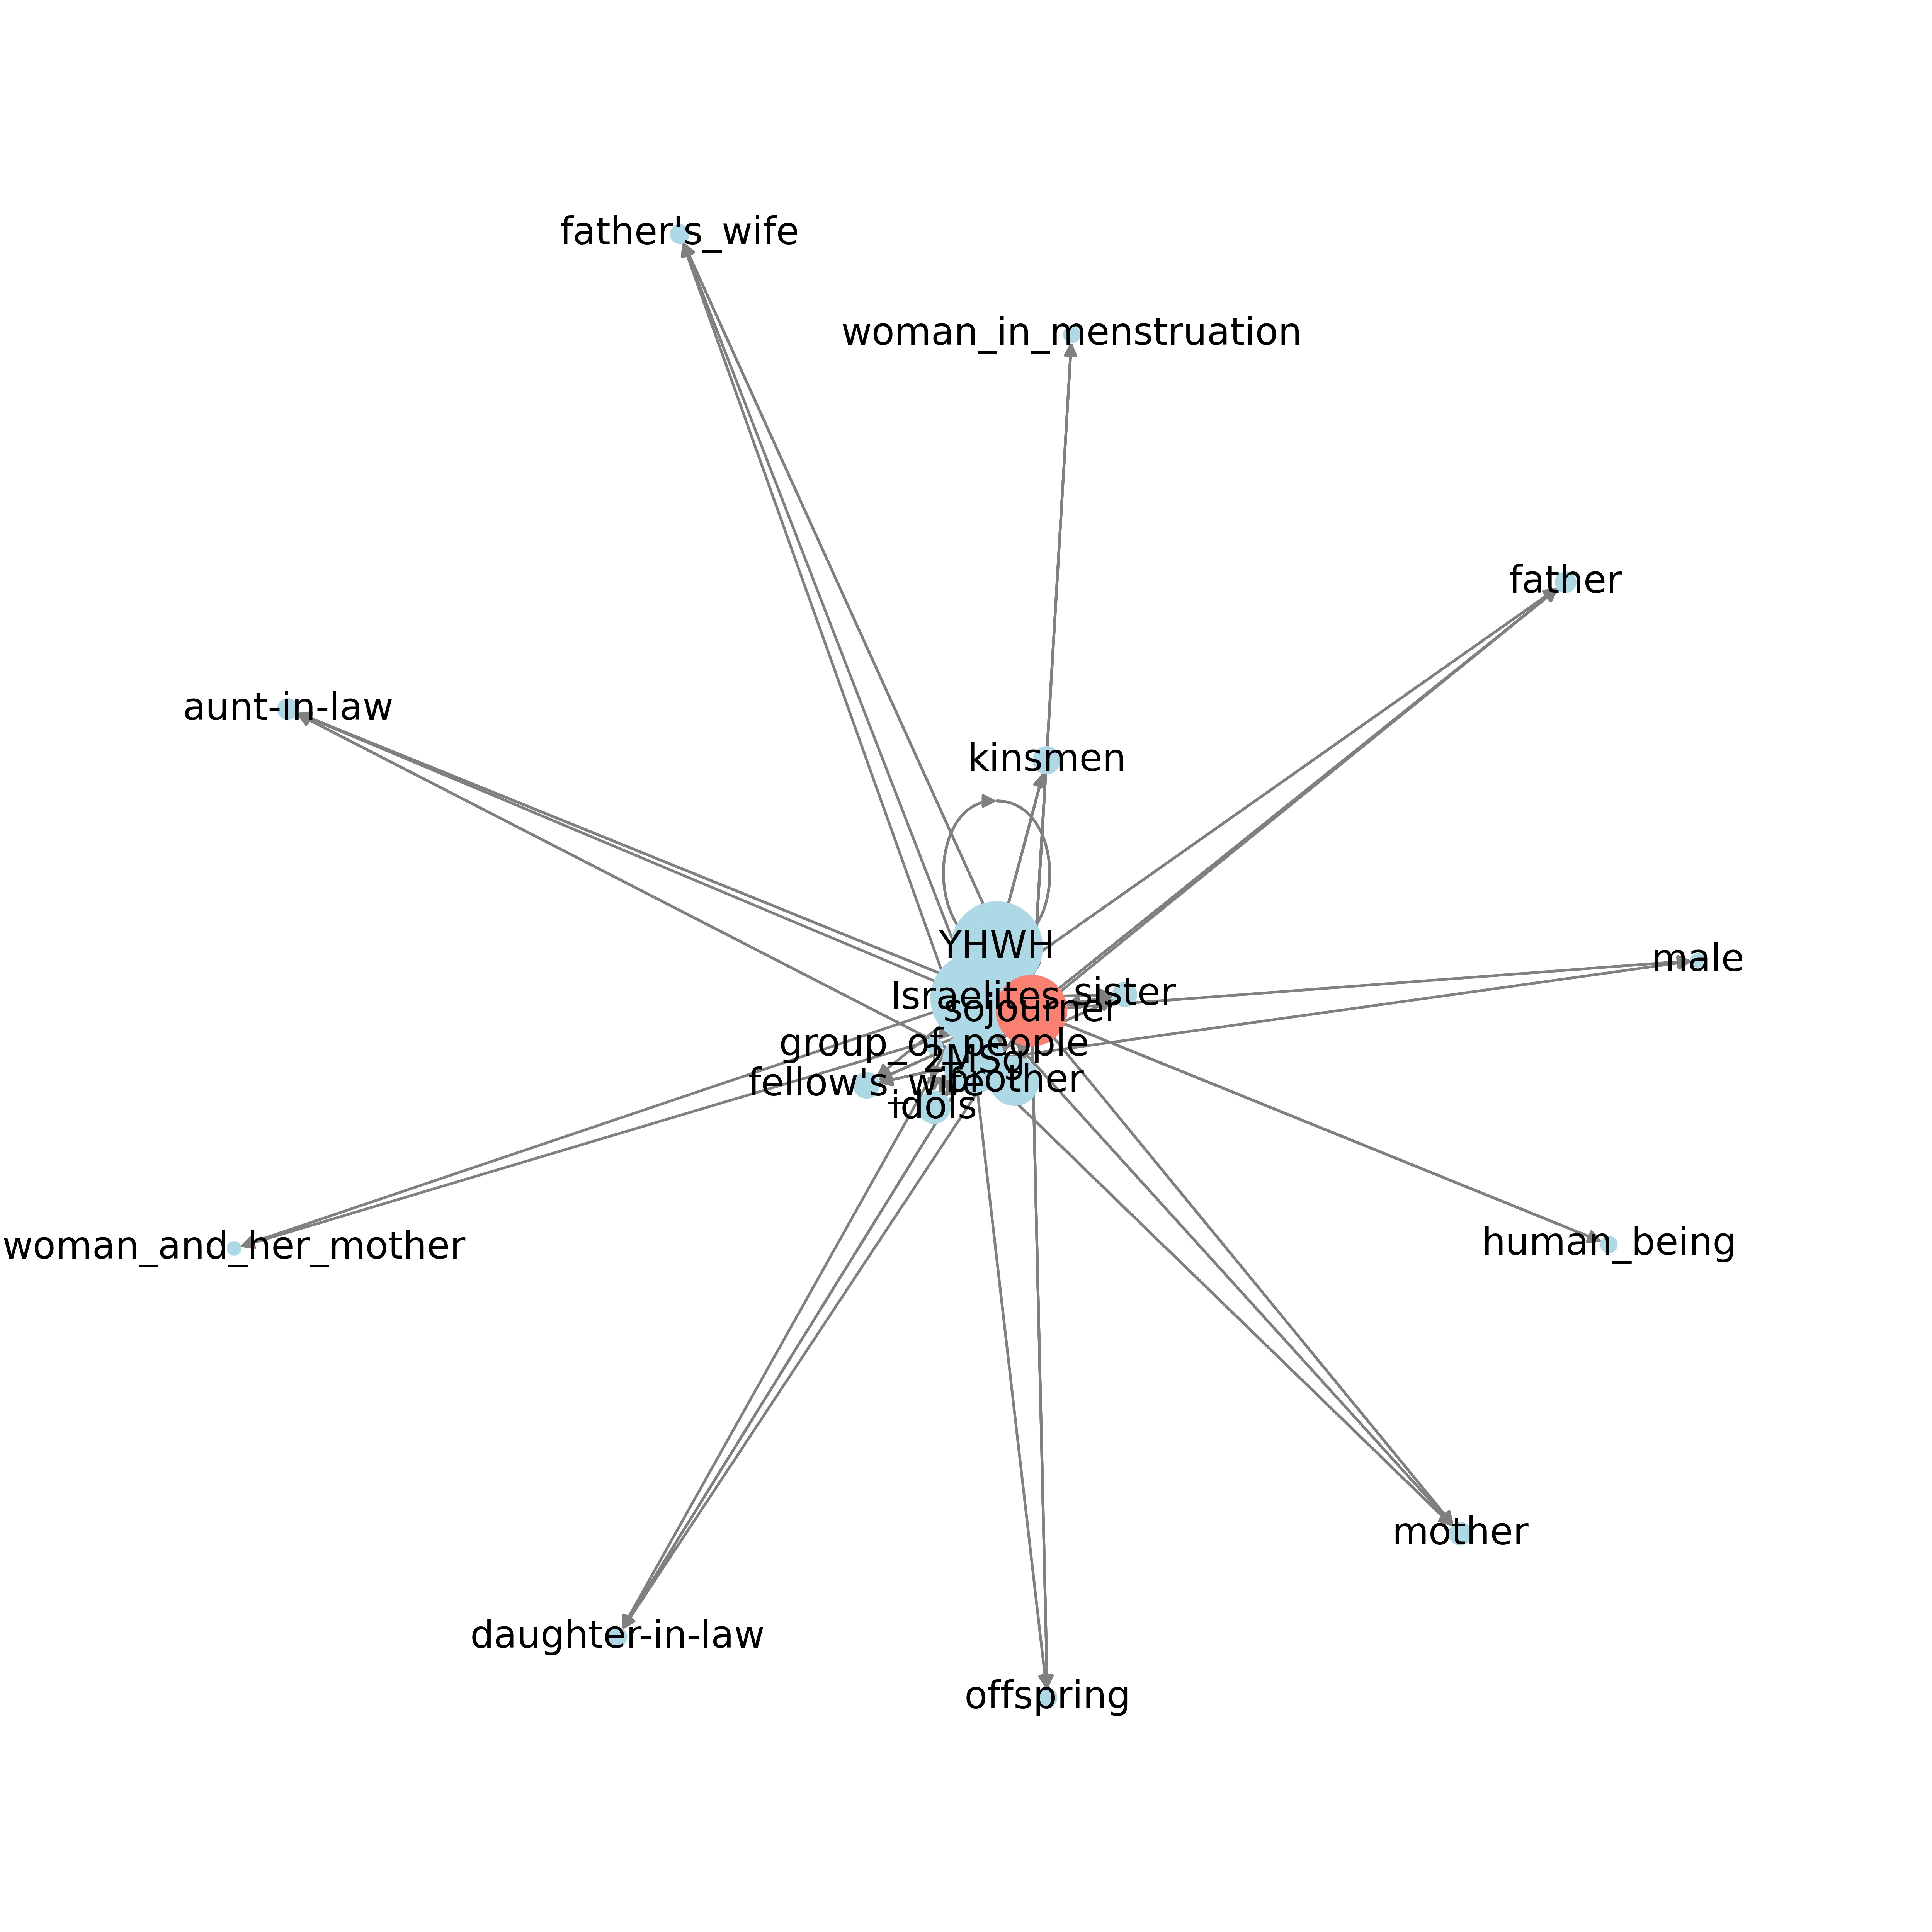 father's_wife
woman_in_menstruation
father
aunt-in-law
kinsmen
YHWH
male
Israelites
sister
sojourner
group_of_people
2MSg
fellow's_wife
brother
idols
woman_and_her_mother
human_being
mother
daughter-in-law
offspring